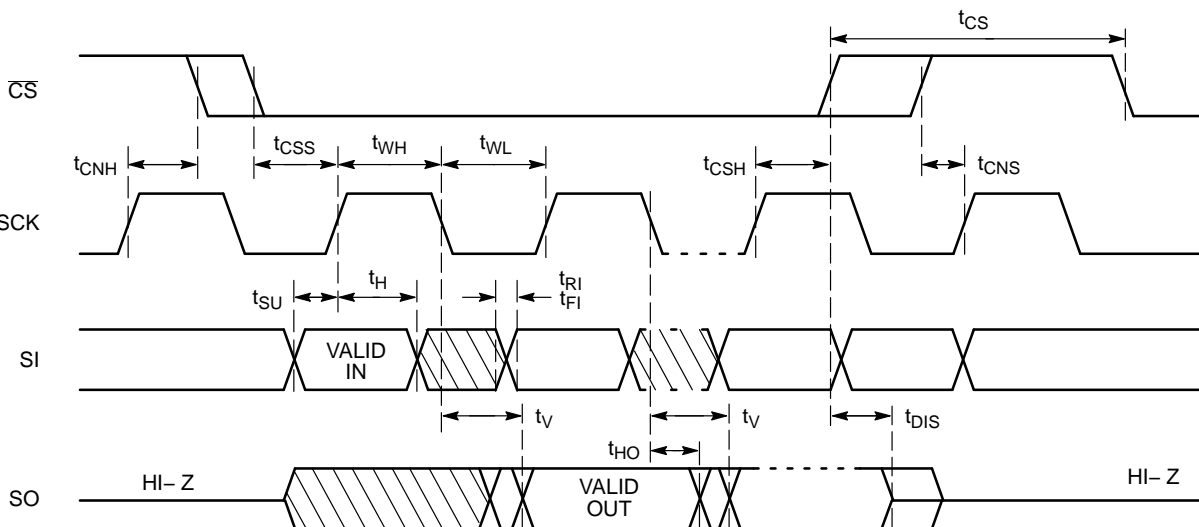 tCS
CS
tCNH
tCSS
tWH
tWL
tCSH
tCNS
SCK
tSU
tH
tRI
tFI
SI
VALID
IN
tV
tV
tDIS
tHO
SO
HI– Z
VALID
OUT
HI– Z